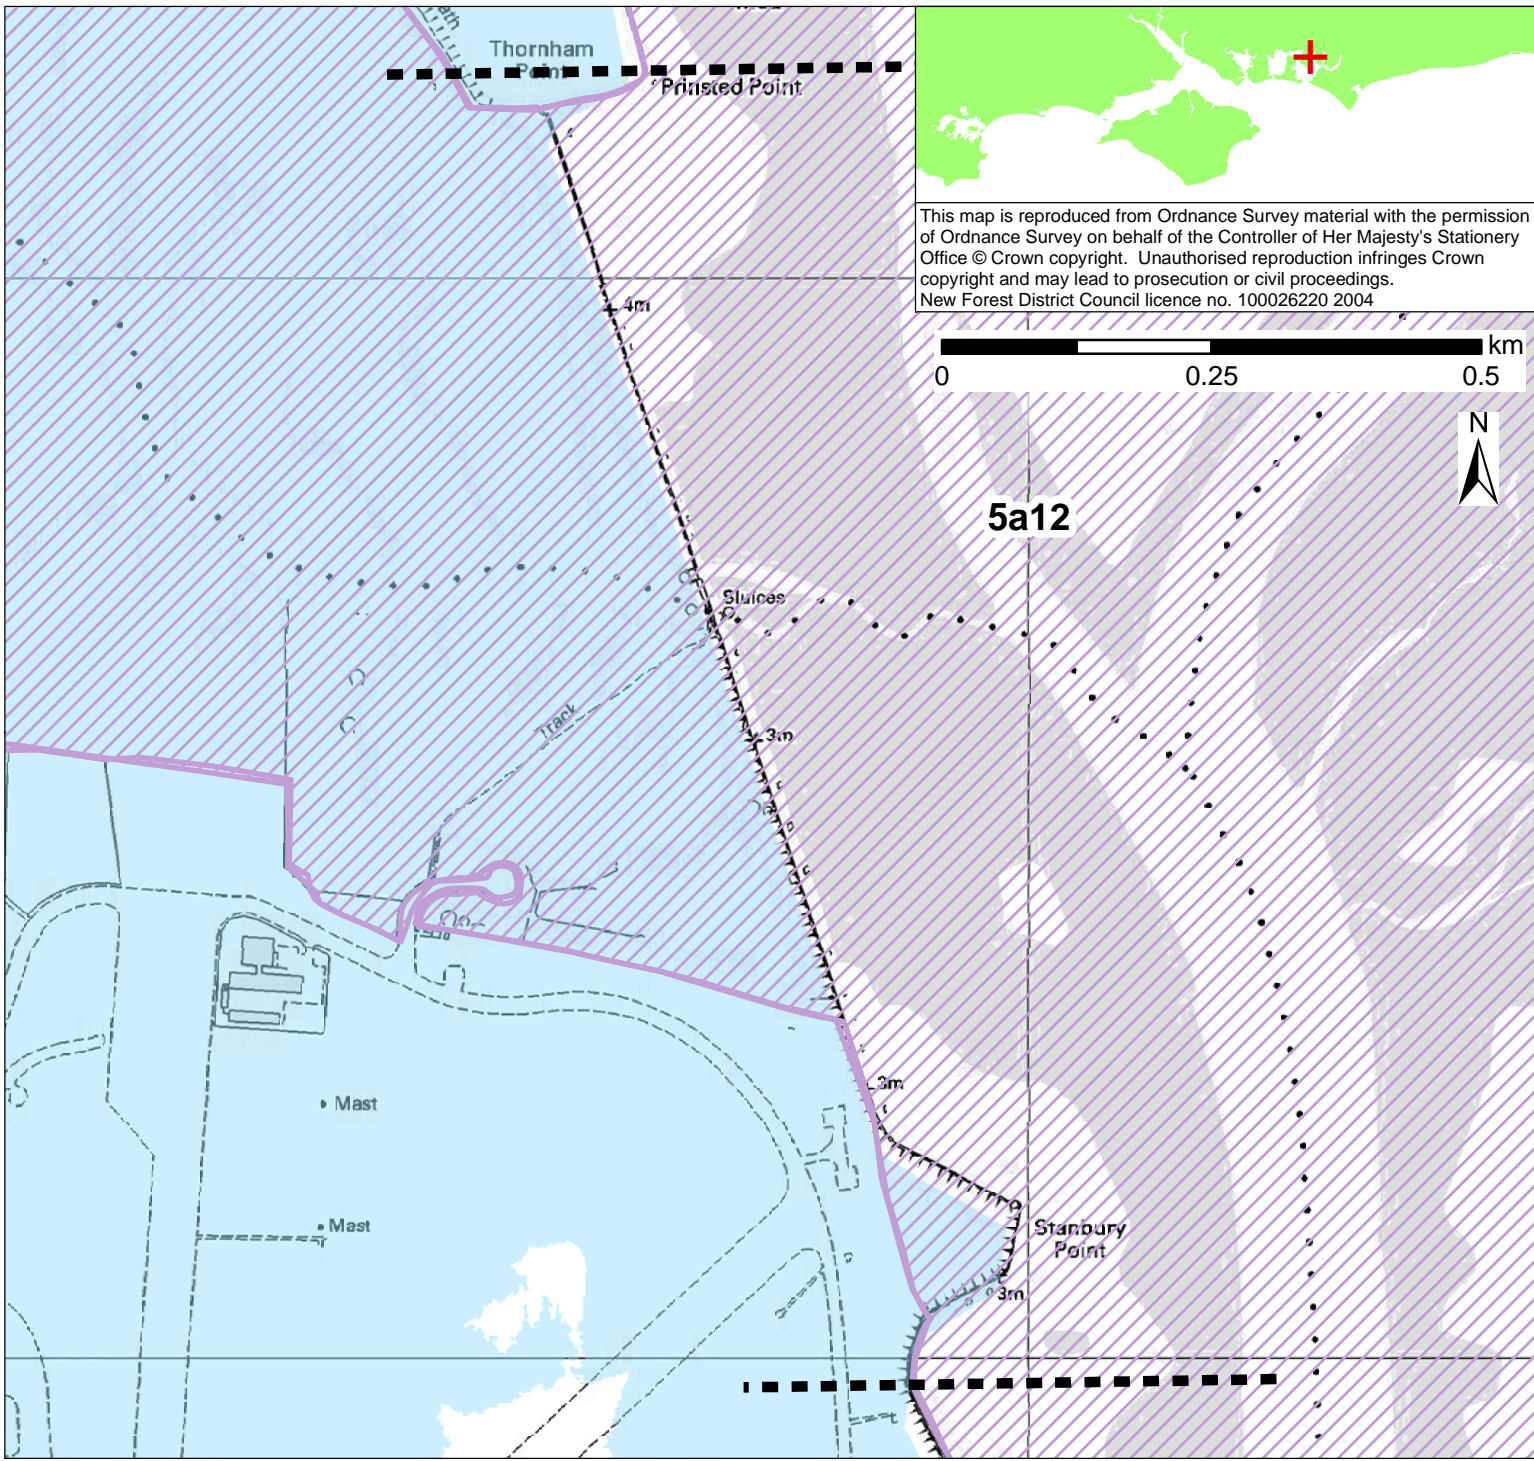 Thornham
Point
Prinsted Point
This map is reproduced from Ordnance Survey material with the permission
of Ordnance Survey on behalf of the Controller of Her Majesty's Stationery
Office © Crown copyright. Unauthorised reproduction infringes Crown
copyright and may lead to prosecution or civil proceedings.
New Forest District Council licence no. 100026220 2004
4m
km
0 0.25 0.5
N
5a12
Sluices
Track
3m
3m
Mast
Mast
Stanbury
Point
3m